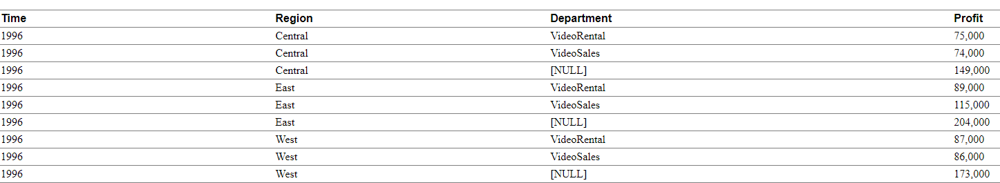 Time Region Department Profit
1996 Central VideoRental 75,000
1996 Central VideoSales 74,000
1996 Central [NULL] 149,000
1996 East VideoRental 89,000
1996 East VideoSales 115,000
1996 East [NULL] 204,000
1996 West VideoRental 87,000
1996 West VideoSales 86,000
1996 West [NULL] 173,000